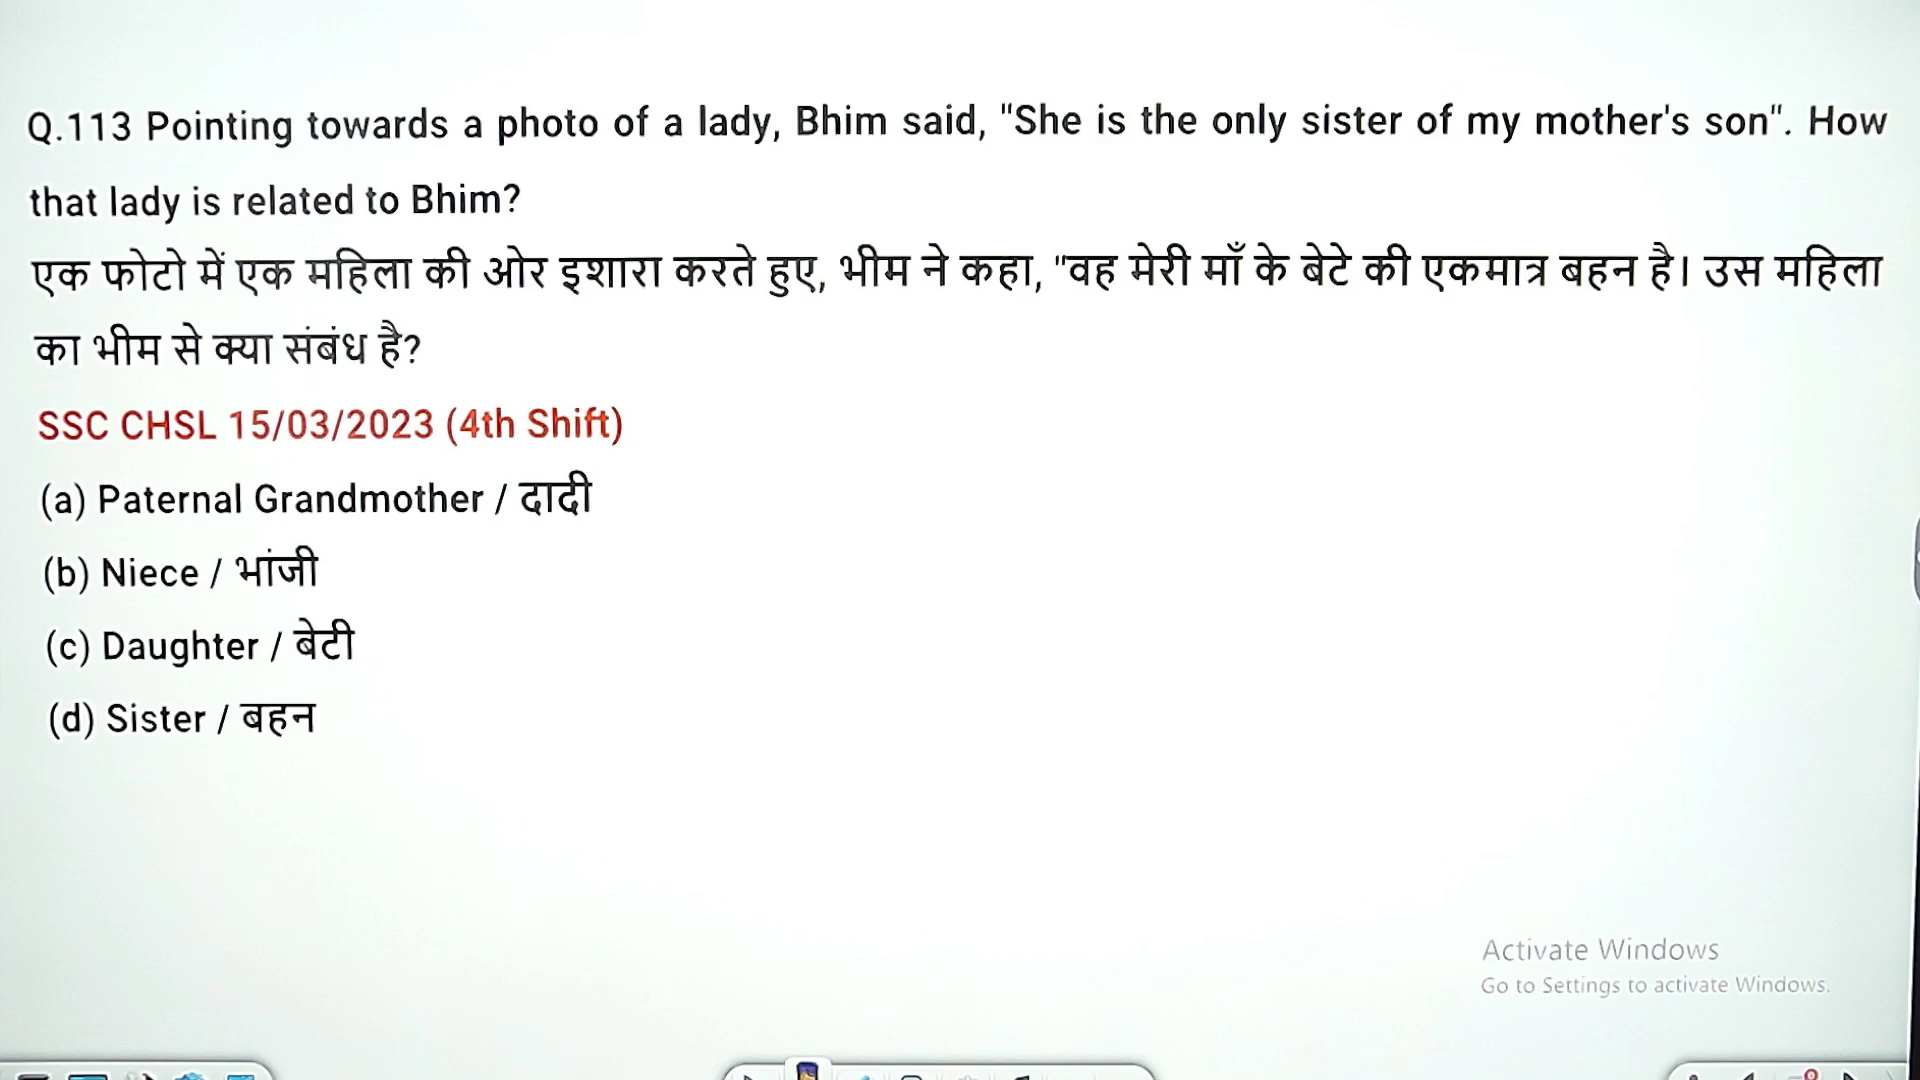 Q.113 Pointing towards a photo of a lady, Bhim said, "She is the only sister of my mother's son". How
that lady is related to Bhim?
एक फोटो में एक महिला की ओर इशारा करते हुए, भीम ने कहा, "वह मेरी माँ के बेटे की एकमात्र बहन है। उस महिला
का भीम से क्या संबंध है?
SSC CHSL 15/03/2023 (4th Shift)
(a) Paternal Grandmother / दादी
(b) Niece / भांजी
(c) Daughter / बेटी
(d) Sister / बहन
Activate Windows
Go to Settings to activate Windows.